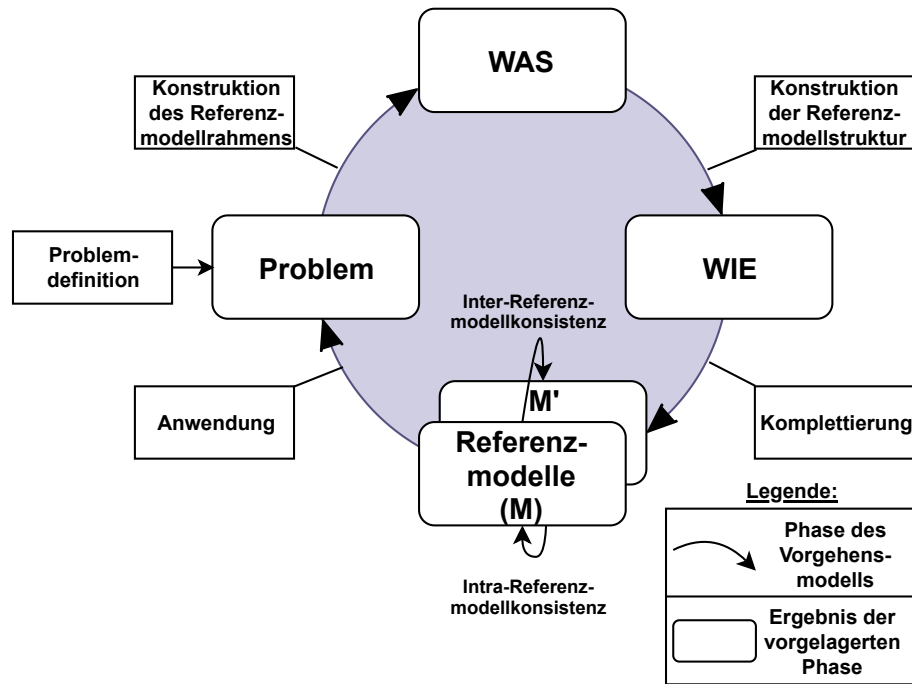 WAS
Konstruktion
des Referenz-
modellrahmens
Konstruktion
der Referenz-
modellstruktur
Problem-
definition
Problem
WIE
Inter-Referenz-
modellkonsistenz
Anwendung
M'
Referenz-
modelle
(M)
Komplettierung
Intra-Referenz-
modellkonsistenz
Legende:
Phase des
Vorgehens-
modells
Ergebnis der
vorgelagerten
Phase